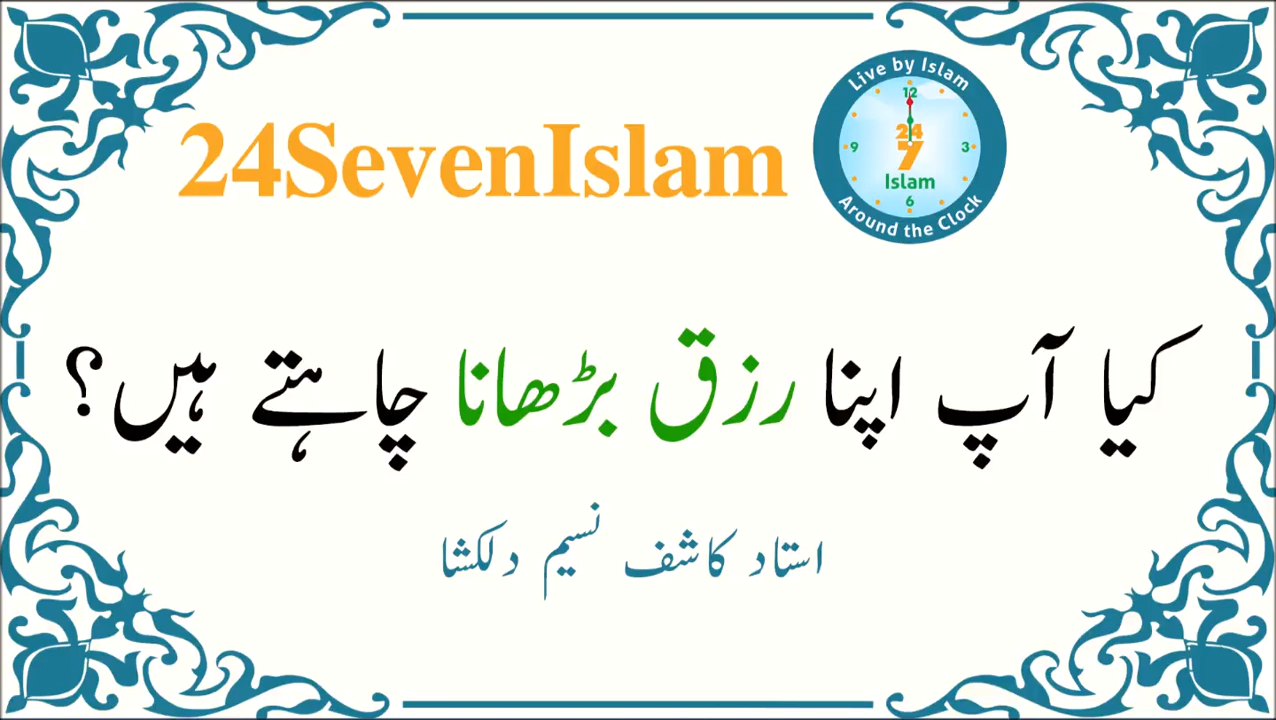 24SevenIslam
Live by Islam
12
24
7
9
3
Islam
6
Around the Clock
کیا آپ اپنا رزق بڑھانا چاہتے ہیں؟
استاد کاشف نسیم دلکشا